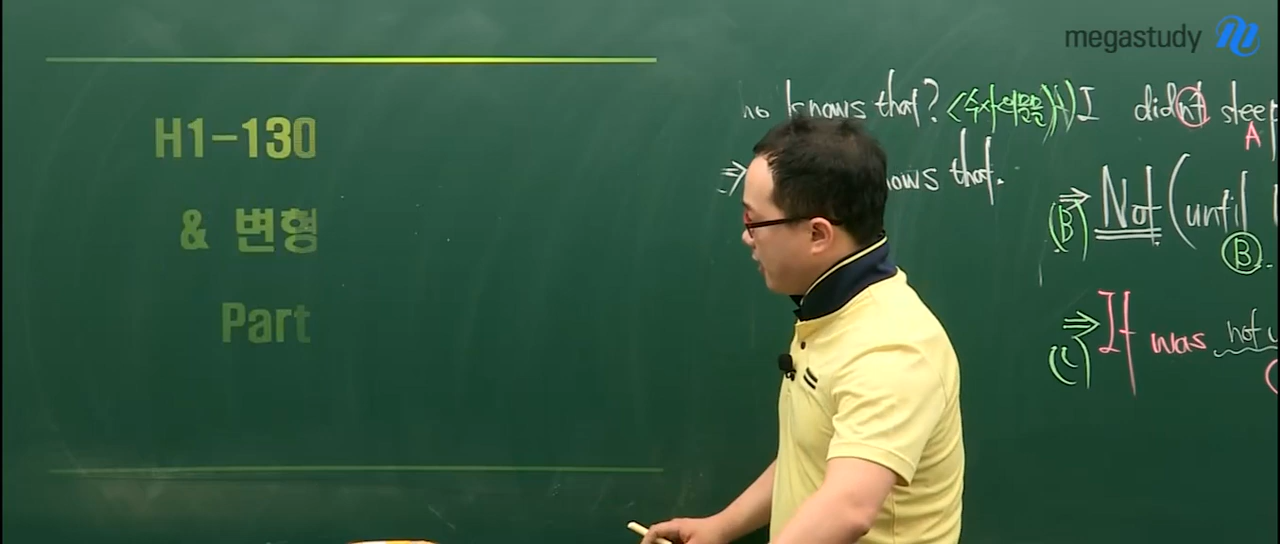 megastudy
H1-130
& 변형
Part
knows that? <수사의문문> A) I didn't sleep
A
⇒ that.
(B) ⇒ Not (until
B
(C) ⇒ It was not